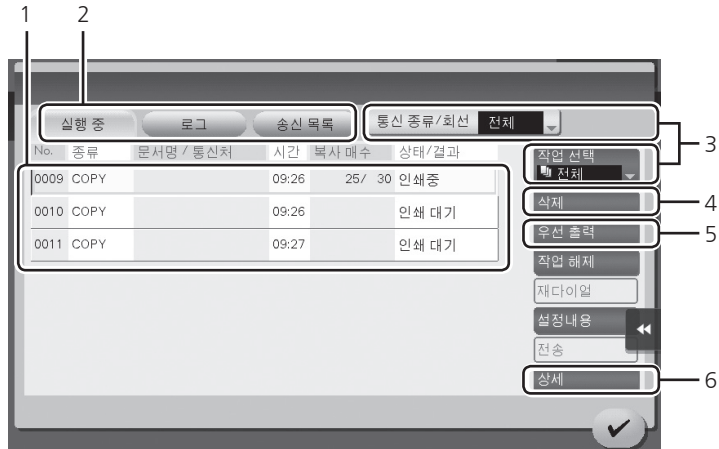 1
2
실행 중
로그
송신 목록
통신 종류/회선
전체
3
No.
종류
문서명 / 통신처
시간
복사 매수
상태/결과
작업 선택
전체
0009 COPY 09:26 25/ 30 인쇄중
삭제
4
0010 COPY 09:26 인쇄 대기
우선 출력
5
0011 COPY 09:27 인쇄 대기
작업 해제
재다이얼
설정내용
전송
상세
6